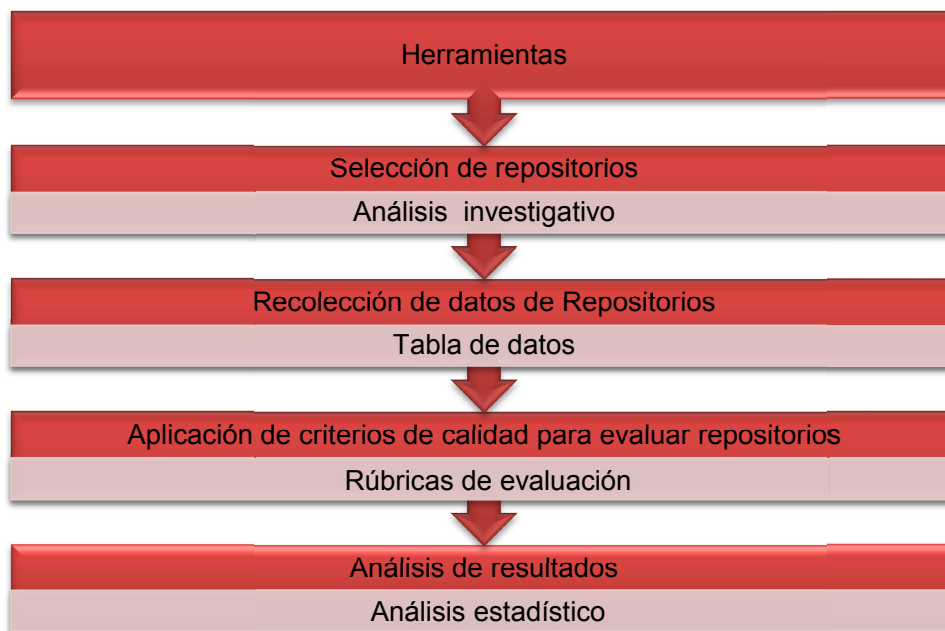 Herramientas
Selección de repositorios
Análisis  investigativo
Recolección de datos de Repositorios
Tabla de datos
Aplicación de criterios de calidad para evaluar repositorios
Rúbricas de evaluación
Análisis de resultados
Análisis estadístico